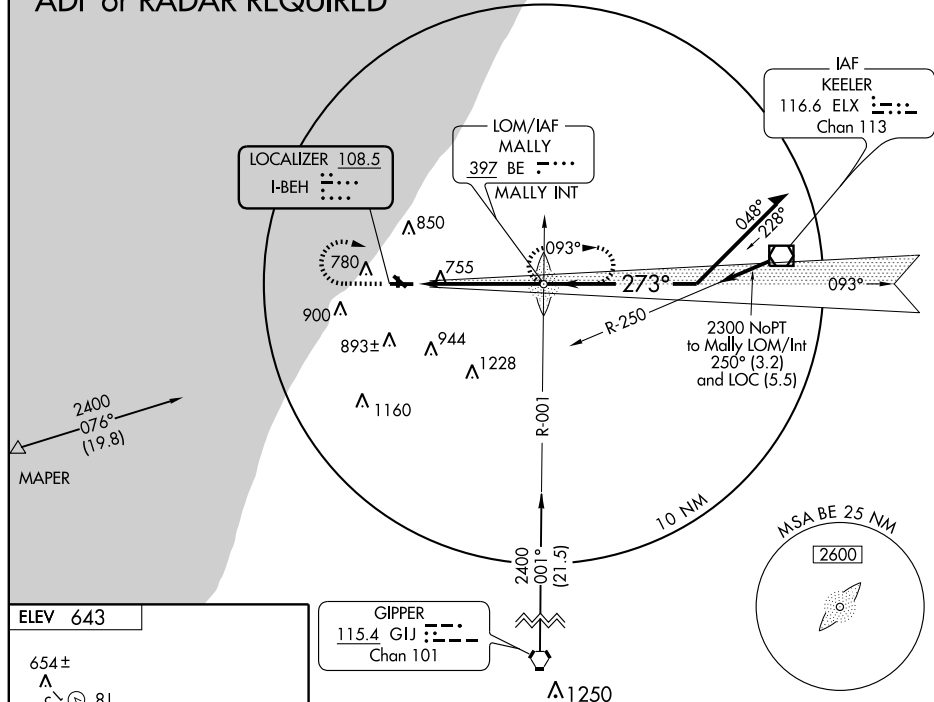 ADF or RADAR REQUIRED
IAF
KEELER
116.6 ELX
Chan 113
LOM/IAF
MALLY
397 BE
MALLY INT
LOCALIZER 108.5
I-BEH
850
780
755
093°
048°
228°
273°
093°
900
R-250
2300 NoPT
to Mally LOM/Int
250° (3.2)
and LOC (5.5)
893±
944
1228
1160
2400
076°
(19.8)
MAPER
R-001
10 NM
MSA BE 25 NM
2600
2400
001°
(21.5)
ELEV 643
GIPPER
115.4 GIJ
Chan 101
654±
1250
18